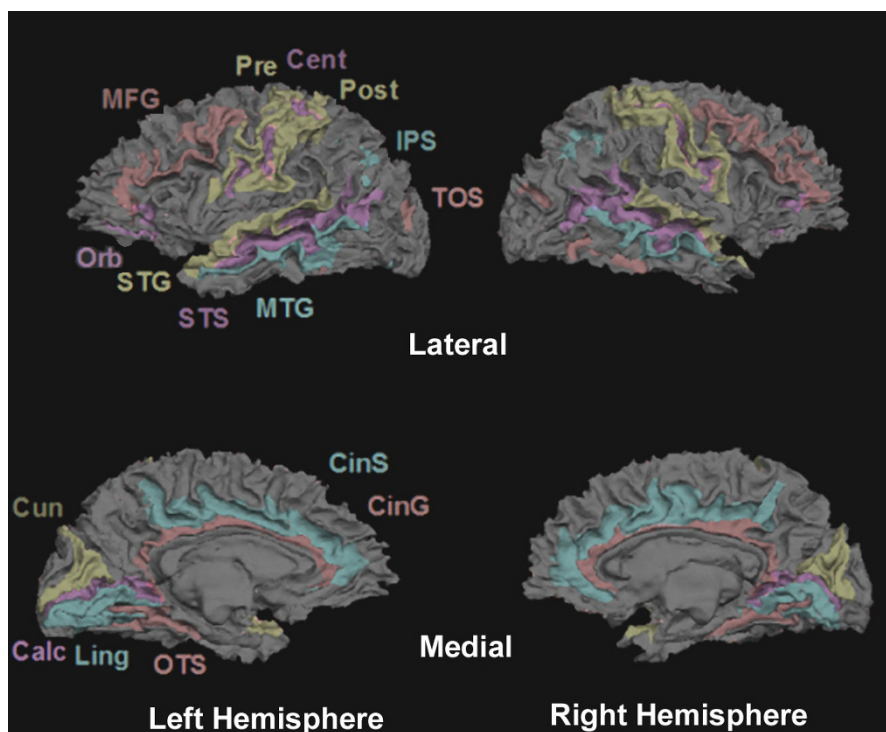 Pre Cent
MFG Post
IPS
TOS
Orb
STG
STS MTG
Lateral
CinS
Cun CinG
Calc Ling OTS Medial
Left Hemisphere Right Hemisphere